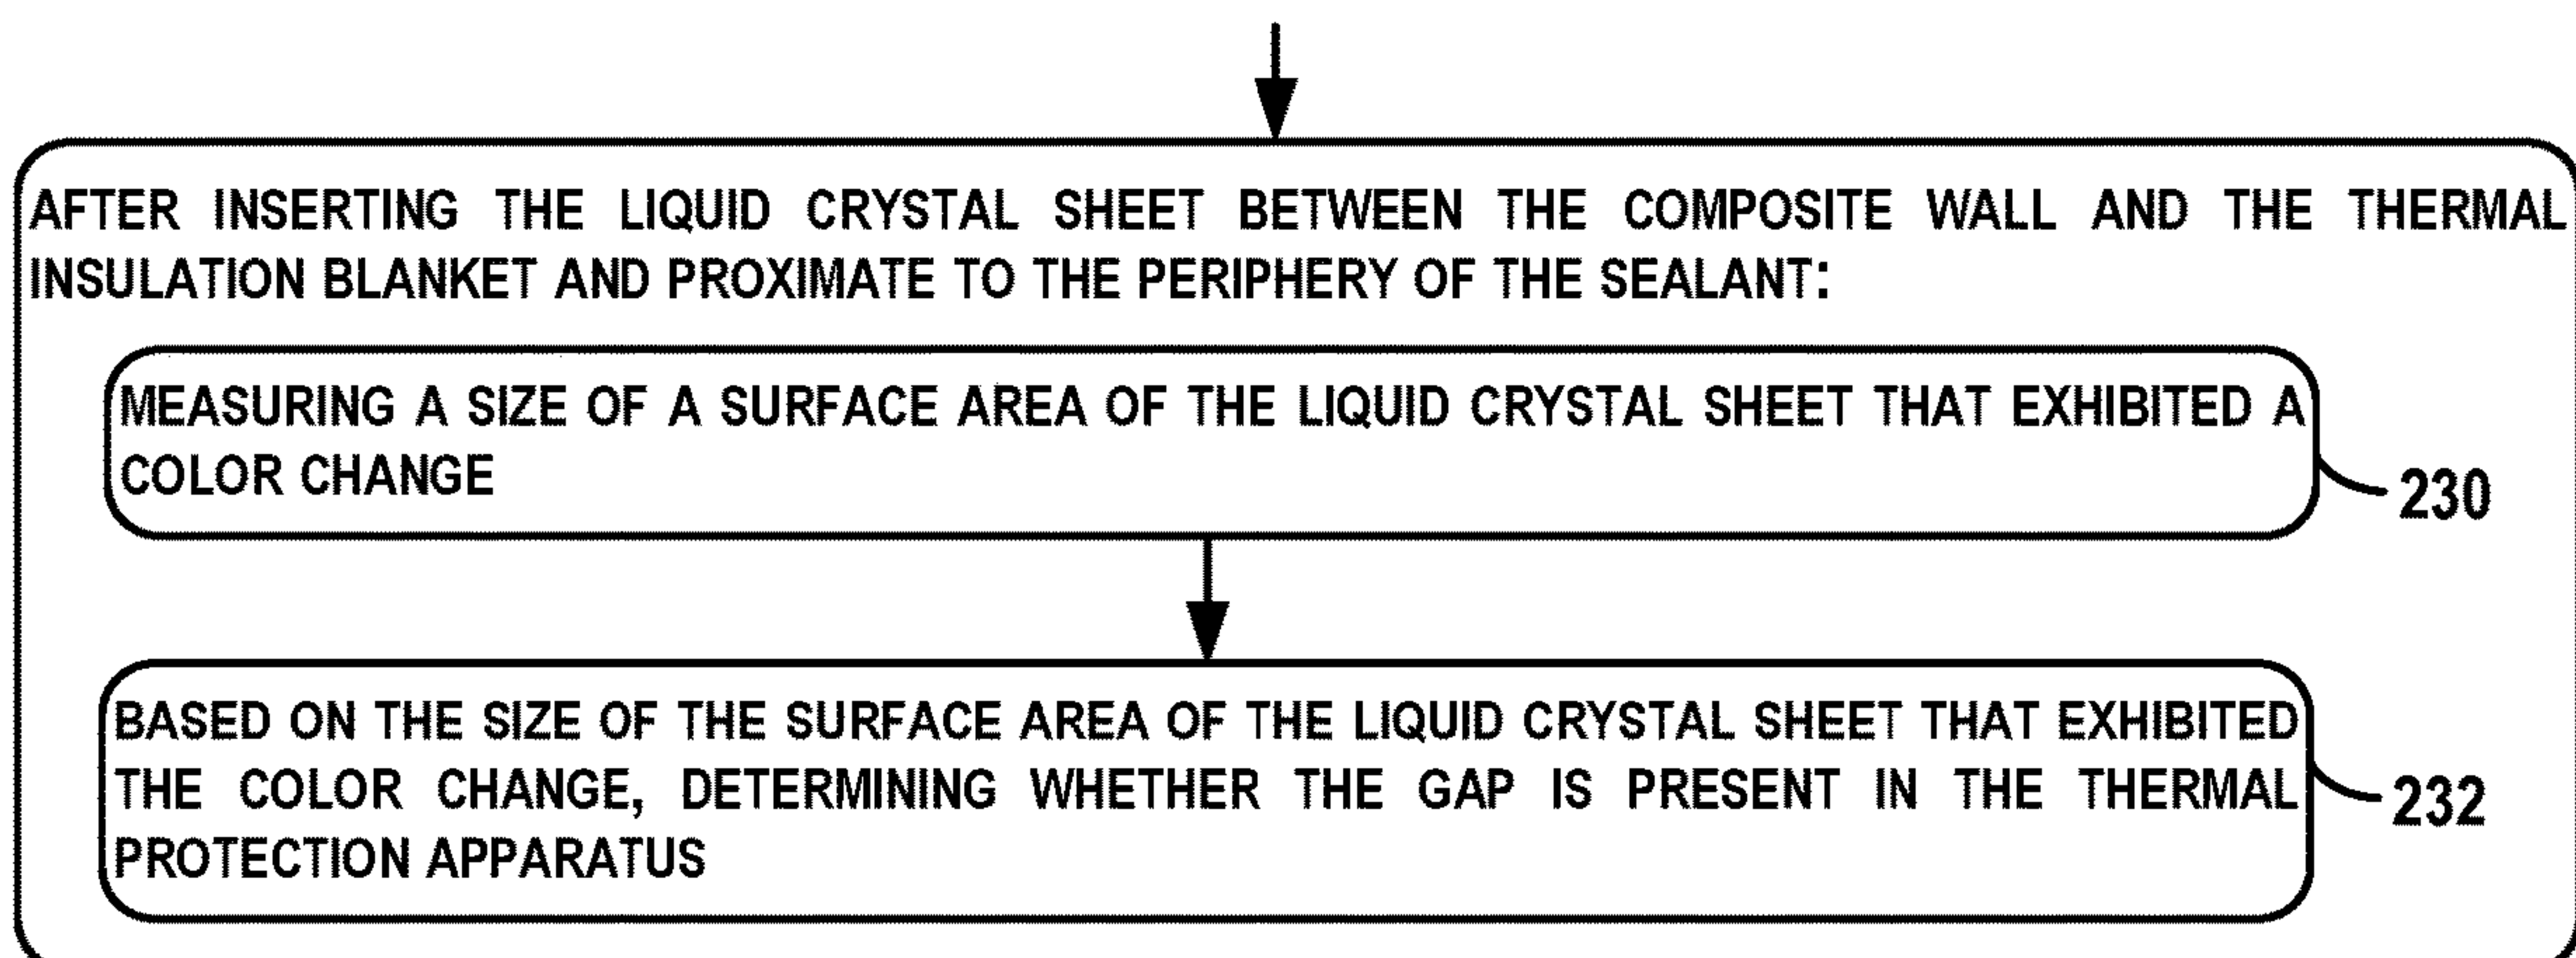 AFTER INSERTING THE LIQUID CRYSTAL SHEET BETWEEN THE COMPOSITE WALL AND THE THERMAL
INSULATION BLANKET AND PROXIMATE TO THE PERIPHERY OF THE SEALANT:
MEASURING A SIZE OF A SURFACE AREA OF THE LIQUID CRYSTAL SHEET THAT EXHIBITED A
COLOR CHANGE
230
BASED ON THE SIZE OF THE SURFACE AREA OF THE LIQUID CRYSTAL SHEET THAT EXHIBITED
THE COLOR CHANGE, DETERMINING WHETHER THE GAP IS PRESENT IN THE THERMAL
PROTECTION APPARATUS
232